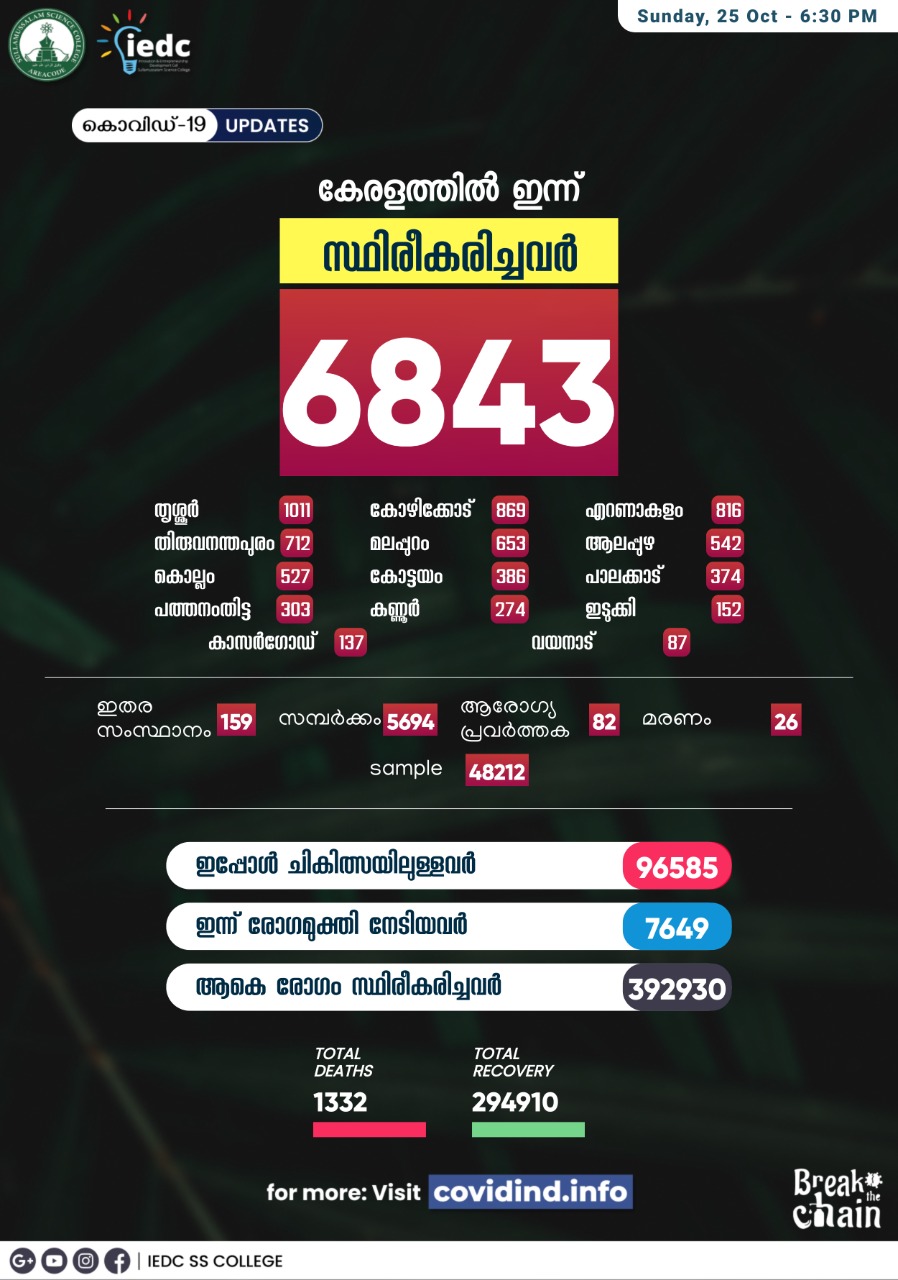 Sunday, 25 Oct - 6:30 PM
SULLAMUSSALAM SCIENCE COLLEGE
AREACODE
iedc
കൊവിഡ്-19 UPDATES
കേരളത്തിൽ ഇന്ന്
സ്ഥിരീകരിച്ചവർ
6843
തൃശ്ശൂർ 1011 കോഴിക്കോട് 869 എറണാകുളം 816
തിരുവനന്തപുരം 712 മലപ്പുറം 653 ആലപ്പുഴ 542
കൊല്ലം 527 കോട്ടയം 386 പാലക്കാട് 374
പത്തനംതിട്ട 303 കണ്ണൂർ 274 ഇടുക്കി 152
കാസർഗോഡ് 137 വയനാട് 87
ഇതര
സംസ്ഥാനം 159 സമ്പർക്കം 5694 ആരോഗ്യ
പ്രവർത്തക 82 മരണം 26
sample 48212
ഇപ്പോൾ ചികിത്സയിലുള്ളവർ 96585
ഇന്ന് രോഗമുക്തി നേടിയവർ 7649
ആകെ രോഗം സ്ഥിരീകരിച്ചവർ 392930
TOTAL
DEATHS
1332
TOTAL
RECOVERY
294910
for more: Visit covidind.info
Break
the
chain
G+ f | IEDC SS COLLEGE